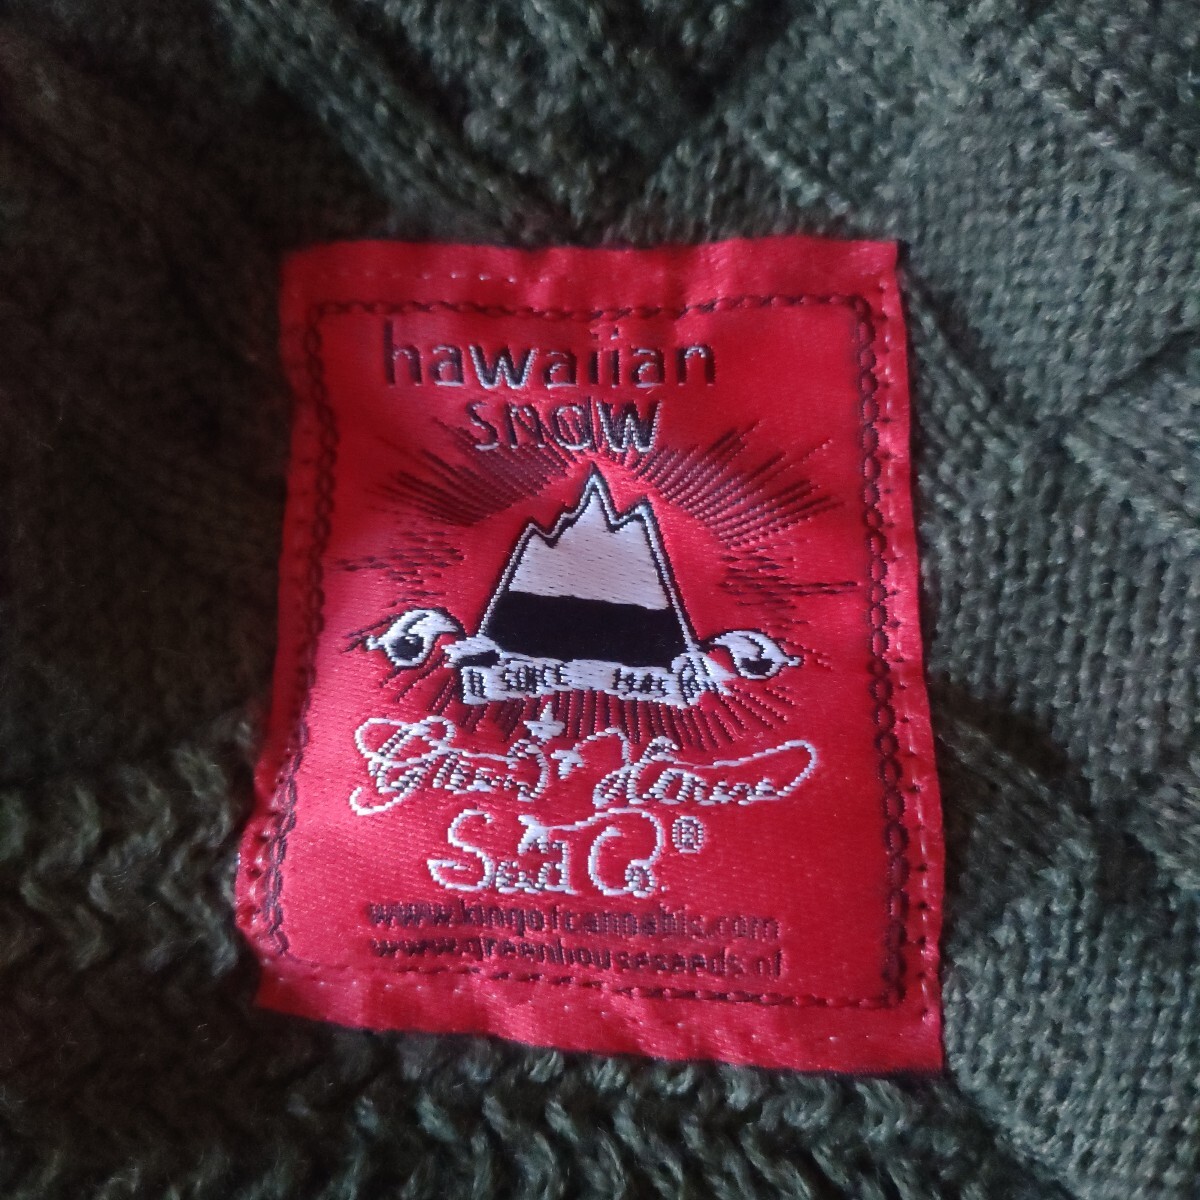 hawaiian
snow
SINCE 1985
Green House
Seed Co.®
www.kingofcannabis.com
www.greenhouseseeds.nl